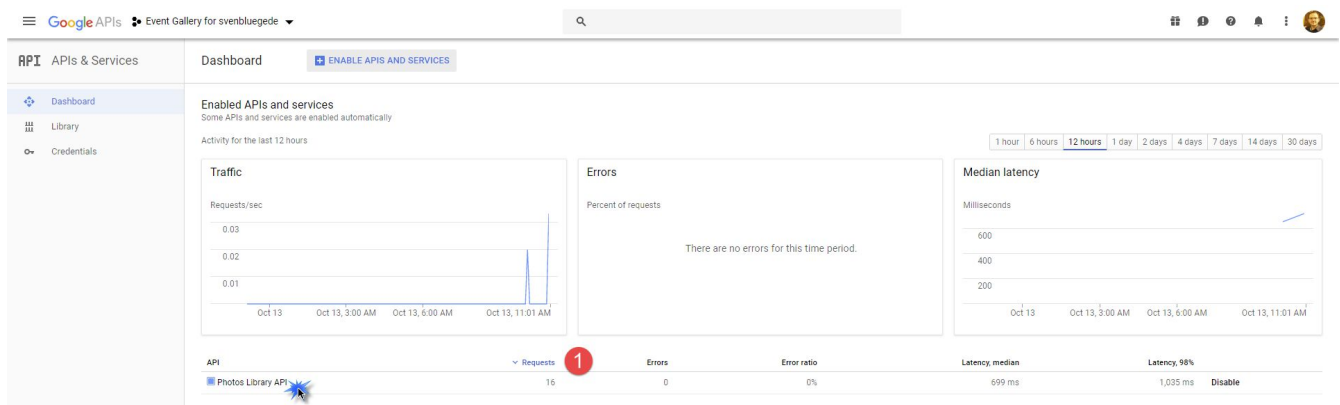 Google APIs Event Gallery for svenbluegede
API APIs & Services
Dashboard ENABLE APIS AND SERVICES
Dashboard
Library
Credentials
Enabled APIs and services
Some APIs and services are enabled automatically
Activity for the last 12 hours
1 hour 6 hours 12 hours 1 day 2 days 4 days 7 days 14 days 30 days
Traffic
Requests/sec
0.03
0.02
0.01
Oct 13 Oct 13, 3:00 AM Oct 13, 6:00 AM Oct 13, 11:01 AM
Errors
Percent of requests
There are no errors for this time period.
Median latency
Milliseconds
600
400
200
Oct 13 Oct 13, 3:00 AM Oct 13, 6:00 AM Oct 13, 11:01 AM
API Requests 1 Errors Error ratio Latency, median Latency, 98%
Photos Library API 16 0 0% 699 ms 1,035 ms Disable